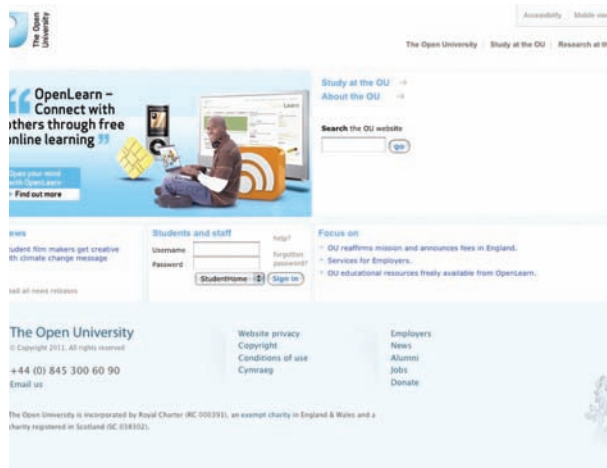 The Open
University
Accessibility Mobile
The Open University Study at the OU Research at
OpenLearn –
Connect with
others through free
online learning
Open your mind
with OpenLearn
Find out more
Learn
Study at the OU
About the OU
Search the OU website
go
ews
tudent film makers get creative
th climate change message
ead all news releases
Students and staff
help?
Username
forgotten
password?
Password
StudentHome
Sign in
Focus on
OU reaffirms mission and announces fees in England.
Services for Employers.
OU educational resources freely available from OpenLearn.
The Open University
© Copyright 2011. All rights reserved
+44 (0) 845 300 60 90
Email us
Website privacy
Copyright
Conditions of use
Cymraeg
Employers
News
Alumni
Jobs
Donate
The Open University is incorporated by Royal Charter (RC 000391), an exempt charity in England & Wales and a
charity registered in Scotland (SC 038302).